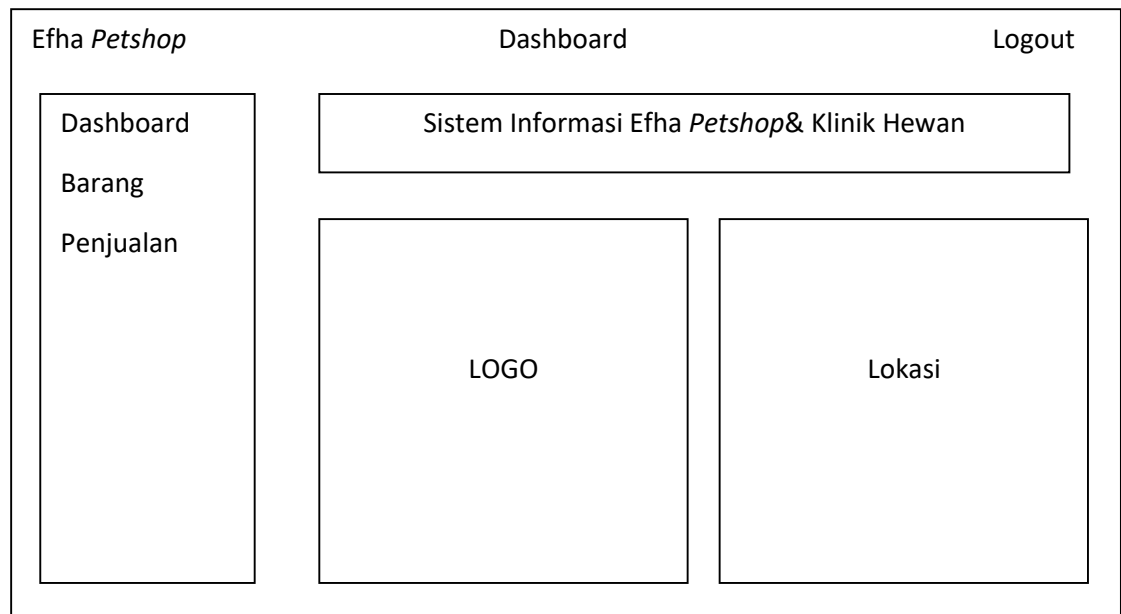 Efha Petshop Dashboard Logout
Dashboard
Barang
Penjualan
Sistem Informasi Efha Petshop& Klinik Hewan
LOGO
Lokasi